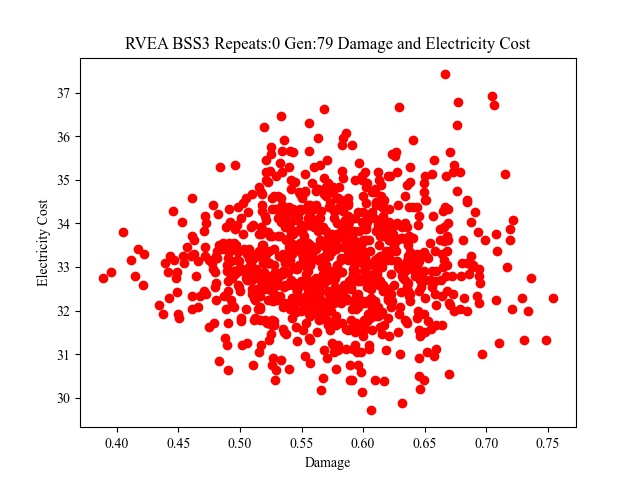 RVEA BSS3 Repeats:0 Gen:79 Damage and Electricity Cost
37
36
35
34
33
32
31
30
Electricity Cost
0.40 0.45 0.50 0.55 0.60 0.65 0.70 0.75
Damage